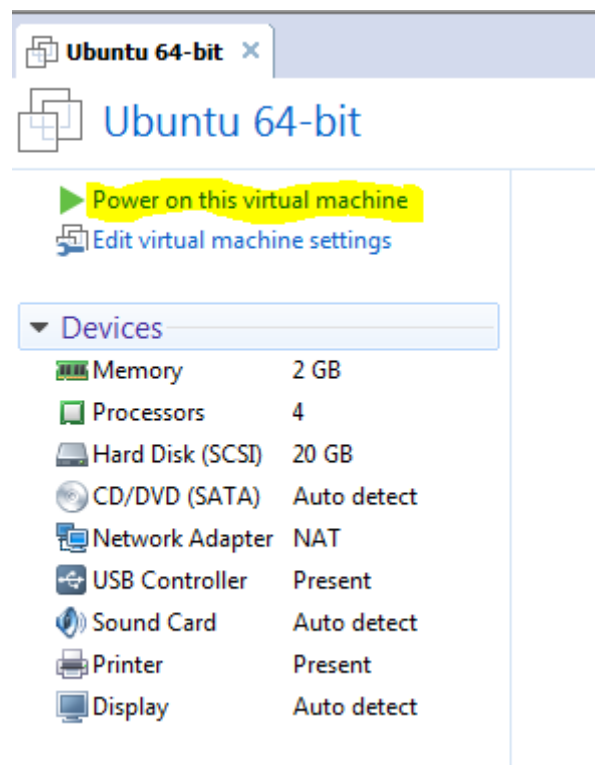 Ubuntu 64-bit
Ubuntu 64-bit
Power on this virtual machine
Edit virtual machine settings
Devices
Memory 2 GB
Processors 4
Hard Disk (SCSI) 20 GB
CD/DVD (SATA) Auto detect
Network Adapter NAT
USB Controller Present
Sound Card Auto detect
Printer Present
Display Auto detect